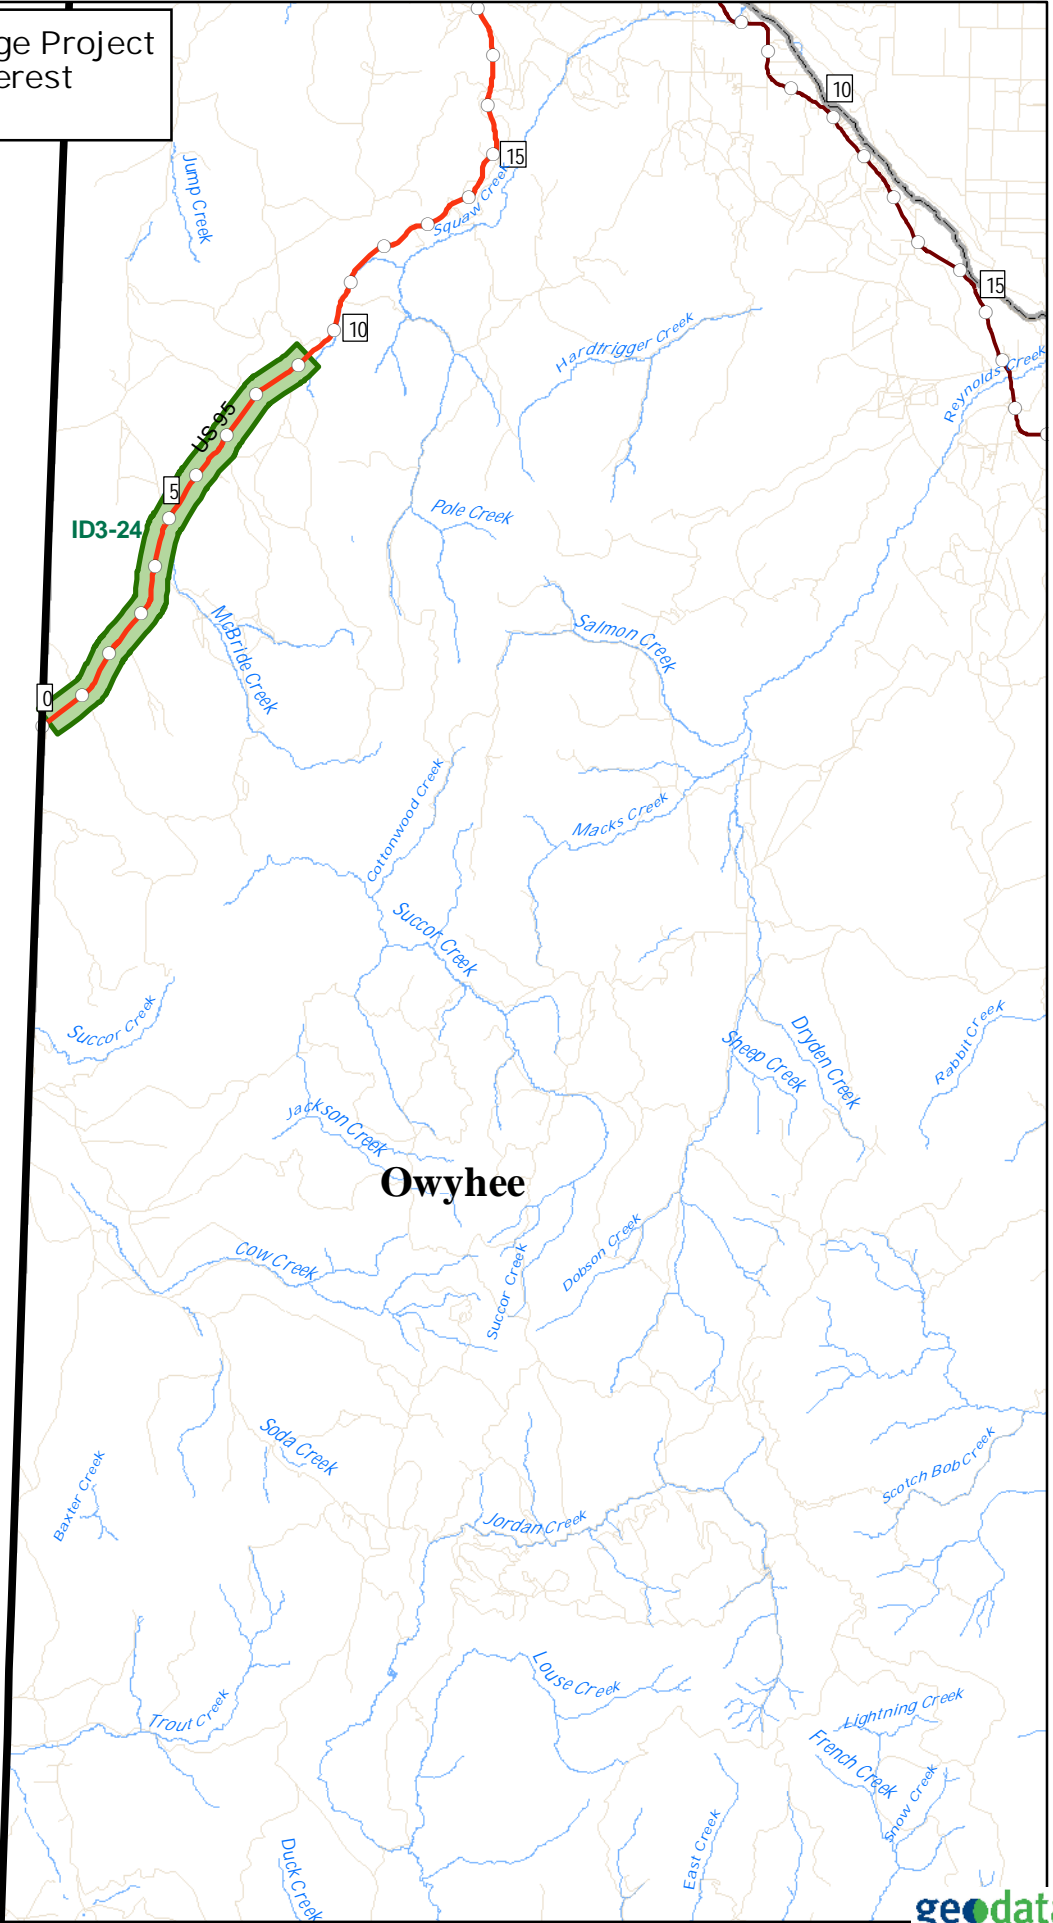 ge Project
erest
10
15
Jump Creek
Squaw Creek
15
10
Hardtrigger Creek
Reynolds Creek
US 95
5
ID3-24
Pole Creek
McBride Creek
Salmon Creek
0
Cottonwood Creek
Macks Creek
Succor Creek
Succor Creek
Sheep Creek
Dryden Creek
Rabbit Creek
Jackson Creek
Owyhee
Cow Creek
Succor Creek
Dobson Creek
Soda Creek
Baxter Creek
Scotch Bob Creek
Jordan Creek
Louse Creek
Trout Creek
Lightning Creek
French Creek
Snow Creek
East Creek
Duck Creek
geodata